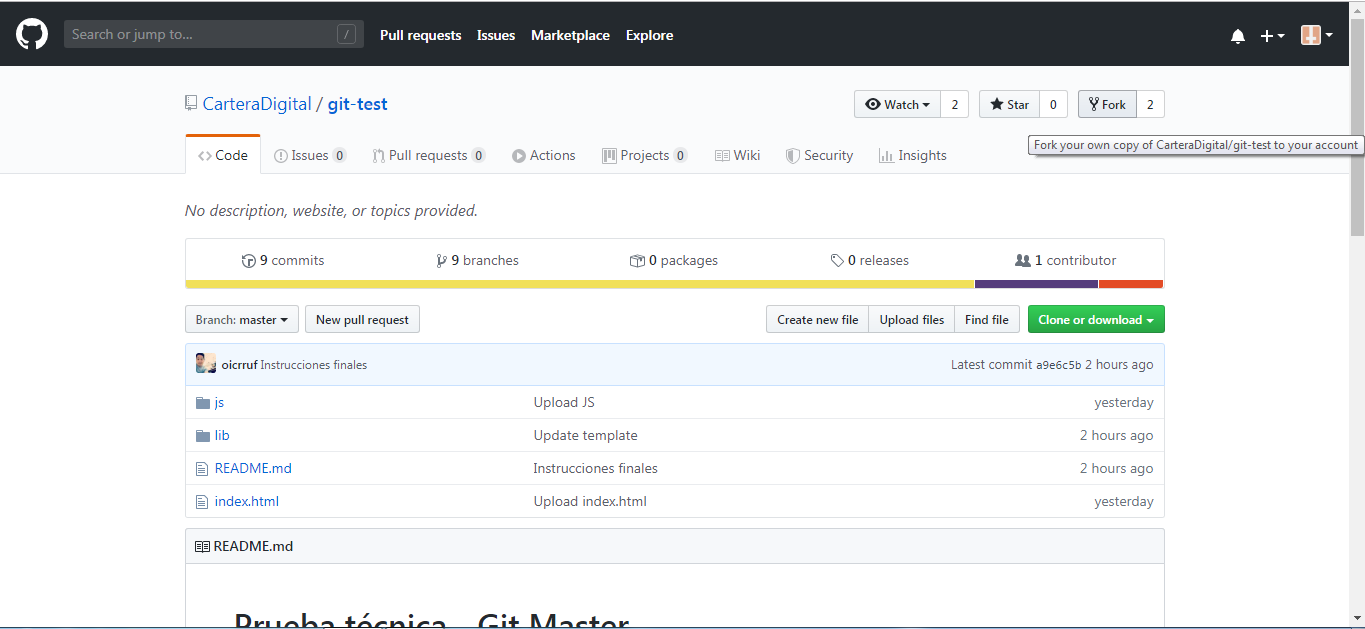 Search or jump to... / Pull requests Issues Marketplace Explore
CarteraDigital / git-test Watch 2 Star 0 Fork 2
Fork your own copy of CarteraDigital/git-test to your account
Code Issues 0 Pull requests 0 Actions Projects 0 Wiki Security Insights
No description, website, or topics provided.
9 commits 9 branches 0 packages 0 releases 1 contributor
Branch: master New pull request Create new file Upload files Find file Clone or download
oicrruf Instrucciones finales Latest commit a9e6c5b 2 hours ago
js Upload JS yesterday
lib Update template 2 hours ago
README.md Instrucciones finales 2 hours ago
index.html Upload index.html yesterday
README.md
Prueba técnica - Git Master